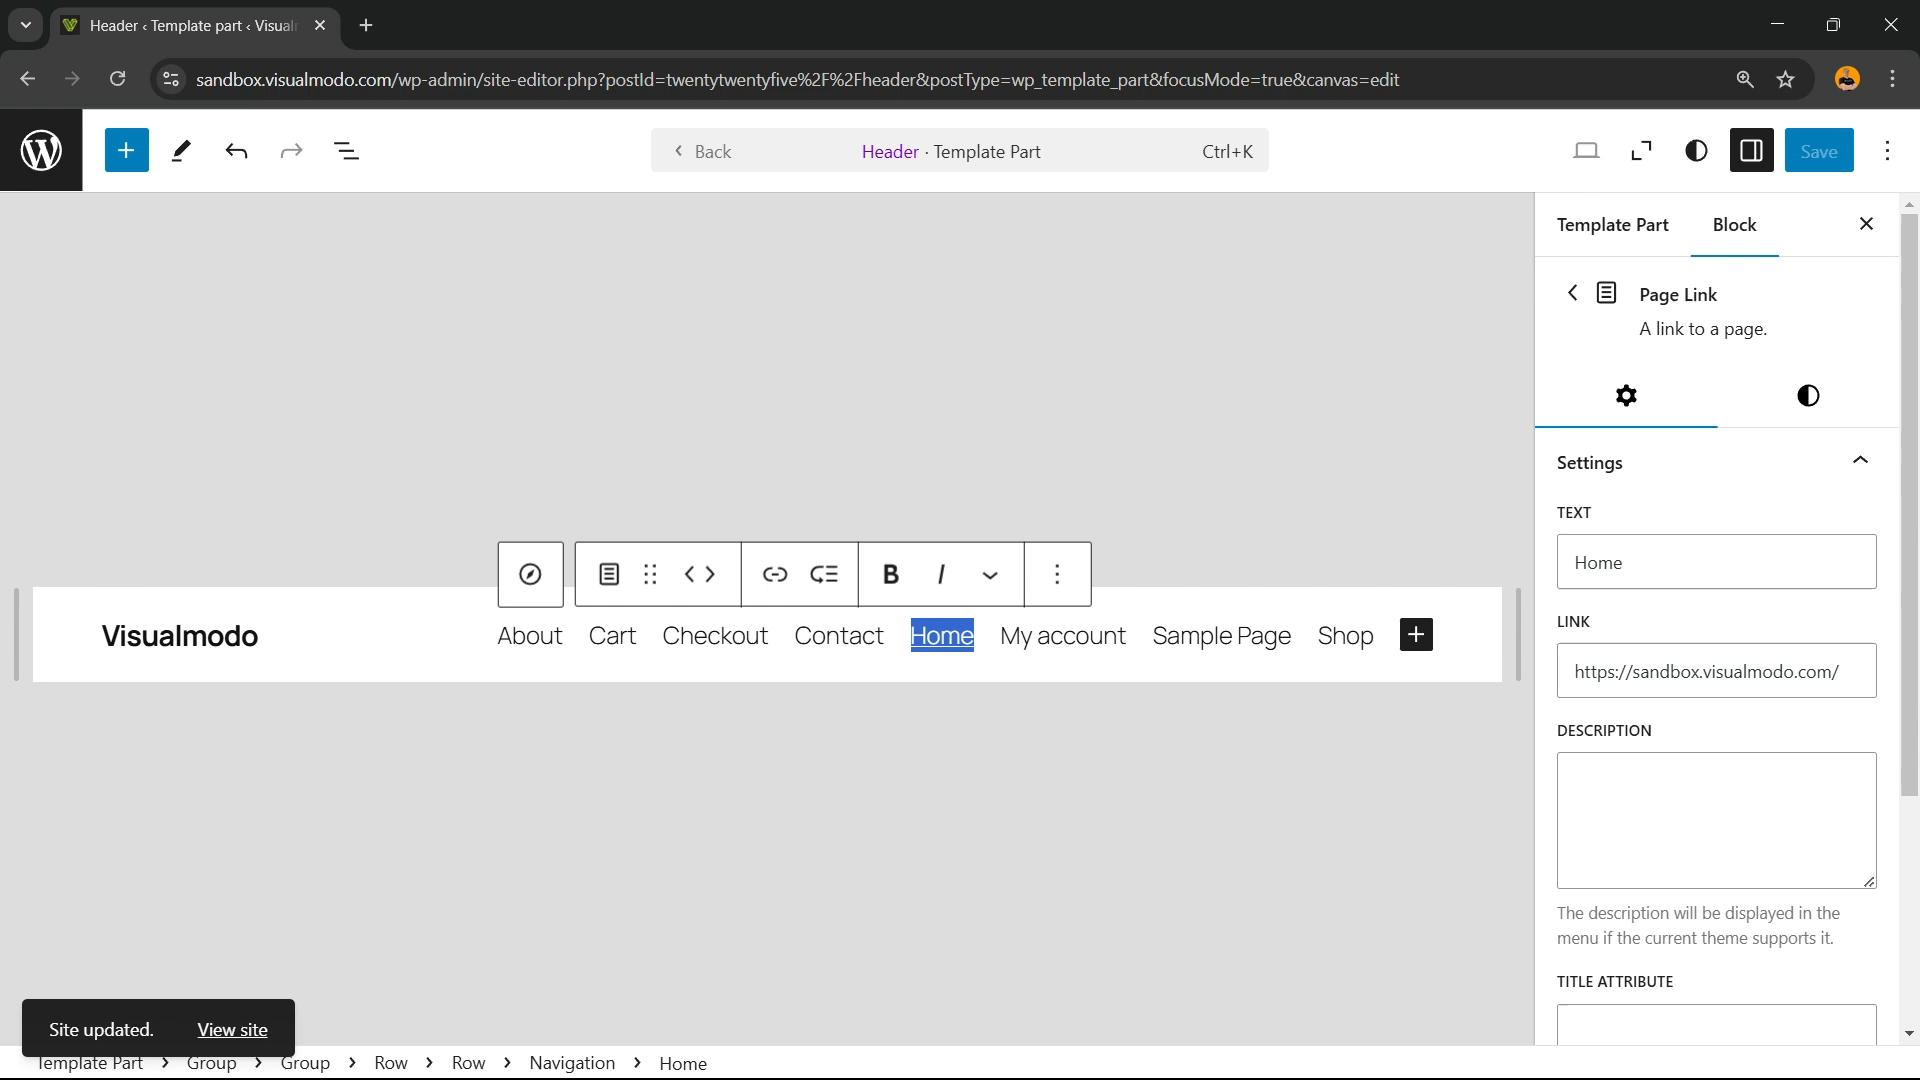 Header ‹ Template part ‹ Visual
sandbox.visualmodo.com/wp-admin/site-editor.php?postId=twentytwentyfive%2F%2Fheader&postType=wp_template_part&focusMode=true&canvas=edit
Back
Header · Template Part
Ctrl+K
Save
Template Part
Block
Page Link
A link to a page.
Settings
TEXT
Home
LINK
https://sandbox.visualmodo.com/
DESCRIPTION
The description will be displayed in the
menu if the current theme supports it.
TITLE ATTRIBUTE
B I
Visualmodo
About Cart Checkout Contact Home My account Sample Page Shop
Site updated. View site
Template Part › Group › Group › Row › Row › Navigation › Home